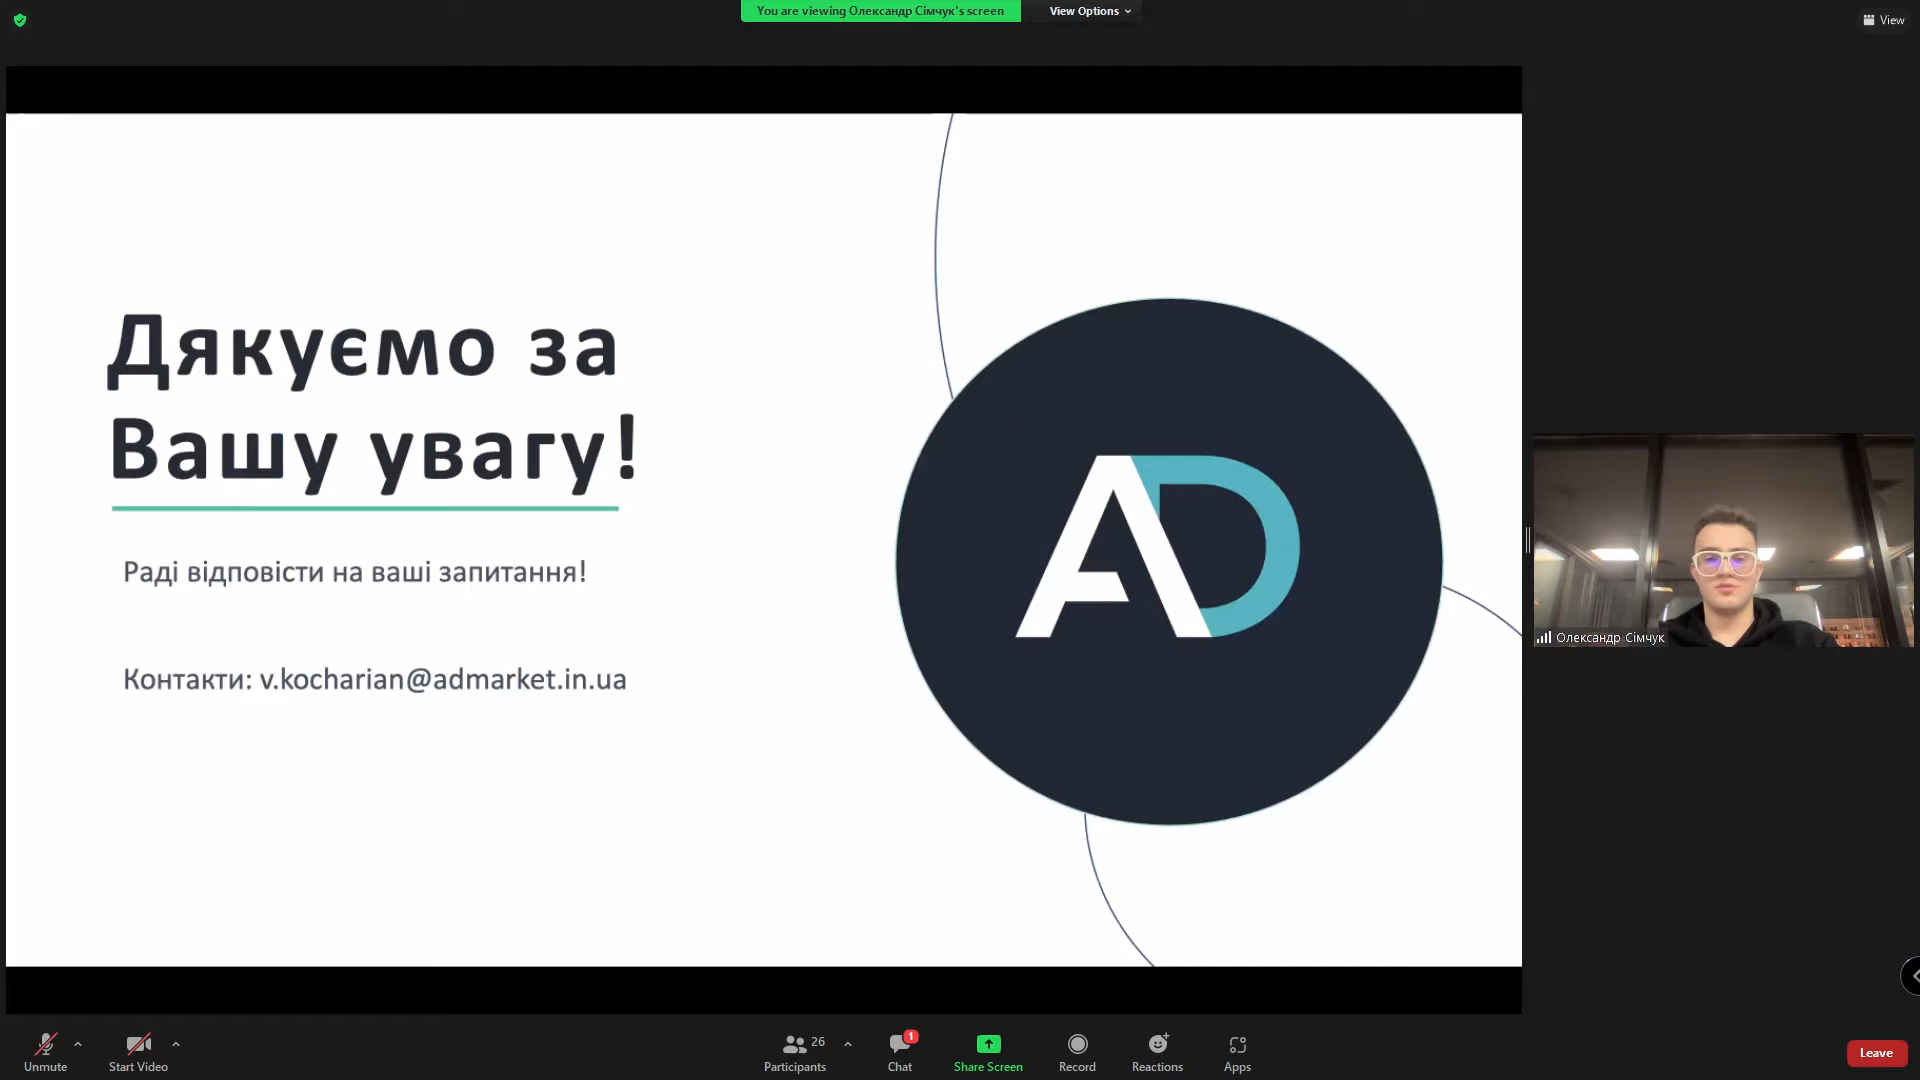 You are viewing Олександр Сімчук's screen
View Options
View
Дякуємо за
Вашу увагу!
Раді відповісти на ваші запитання!
Контакти: v.kocharian@admarket.in.ua
AD
Олександр Сімчук
Unmute
Start Video
26
Participants
1
Chat
Share Screen
Record
Reactions
Apps
Leave